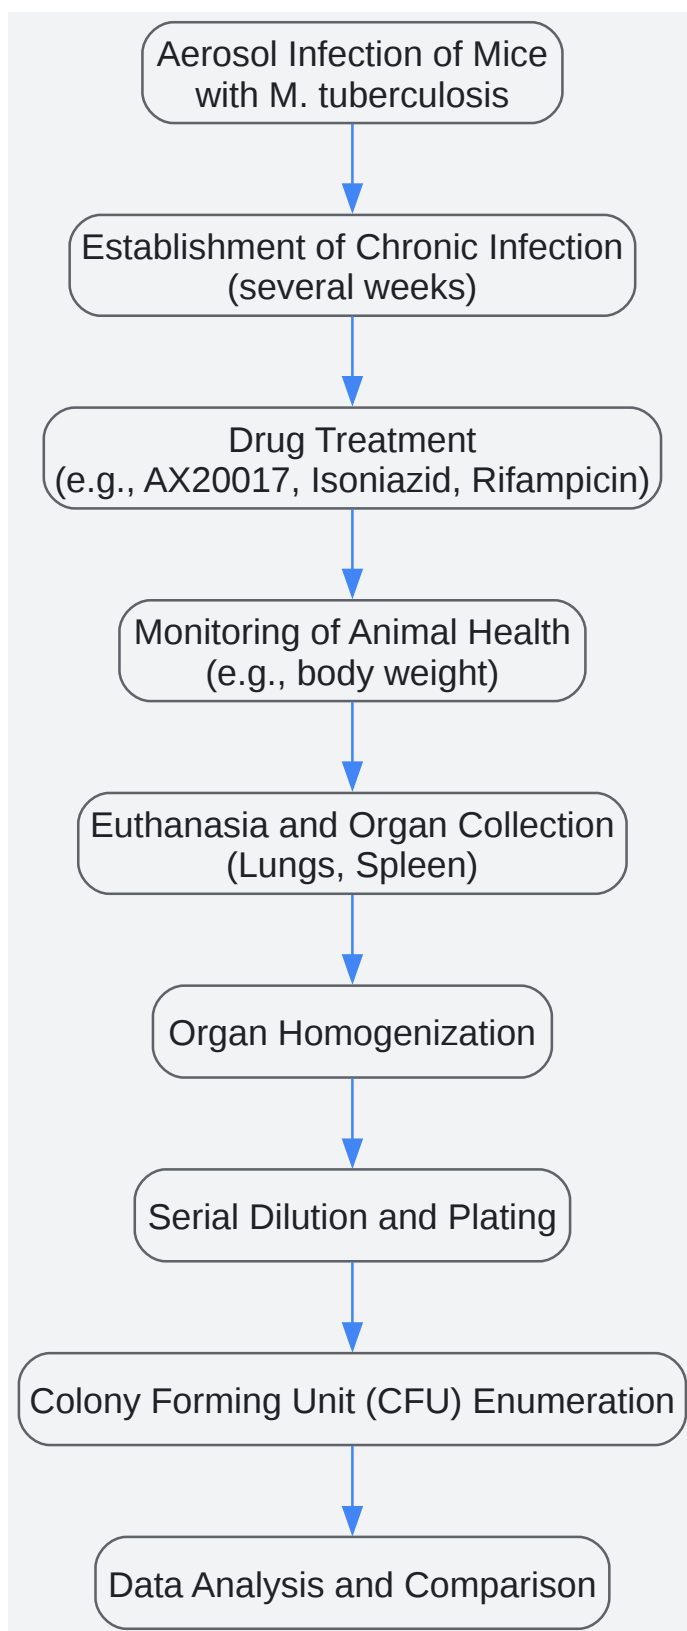 Aerosol Infection of Mice
with M. tuberculosis
Establishment of Chronic Infection
(several weeks)
Drug Treatment
(e.g., AX20017, Isoniazid, Rifampicin)
Monitoring of Animal Health
(e.g., body weight)
Euthanasia and Organ Collection
(Lungs, Spleen)
Organ Homogenization
Serial Dilution and Plating
Colony Forming Unit (CFU) Enumeration
Data Analysis and Comparison